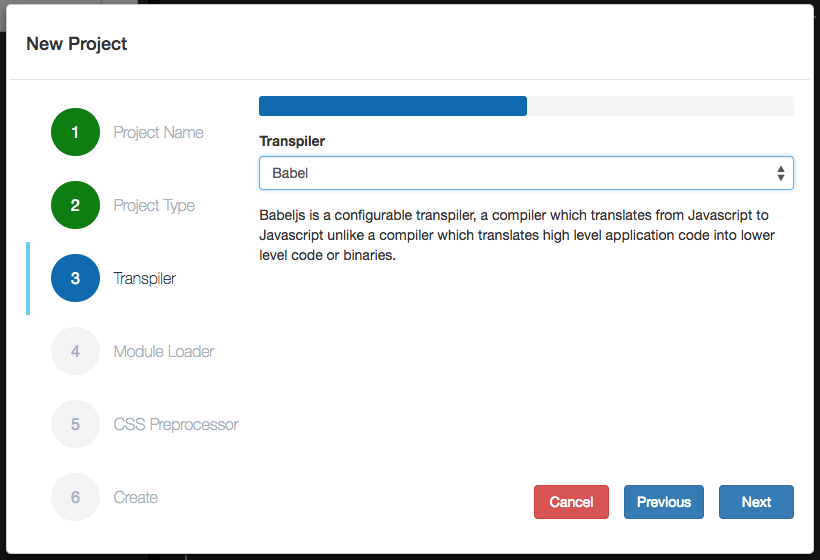 New Project
1 Project Name
2 Project Type
3 Transpiler
4 Module Loader
5 CSS Preprocessor
6 Create
Transpiler
Babel
Babeljs is a configurable transpiler, a compiler which translates from Javascript to
Javascript unlike a compiler which translates high level application code into lower
level code or binaries.
Cancel Previous Next